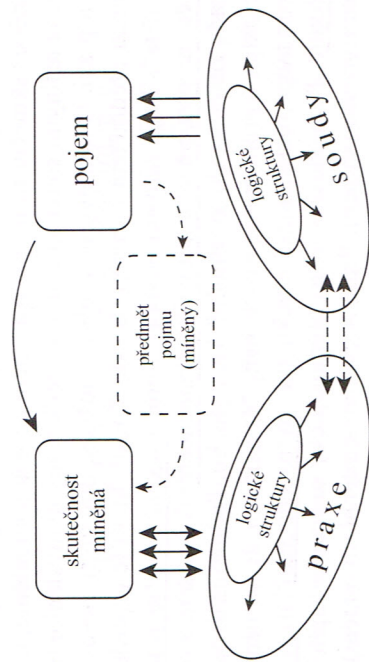 skutečnost
míněná
pojem
předmět
pojmu
(míněný)
logické
struktury
praxe
logické
struktury
soudy